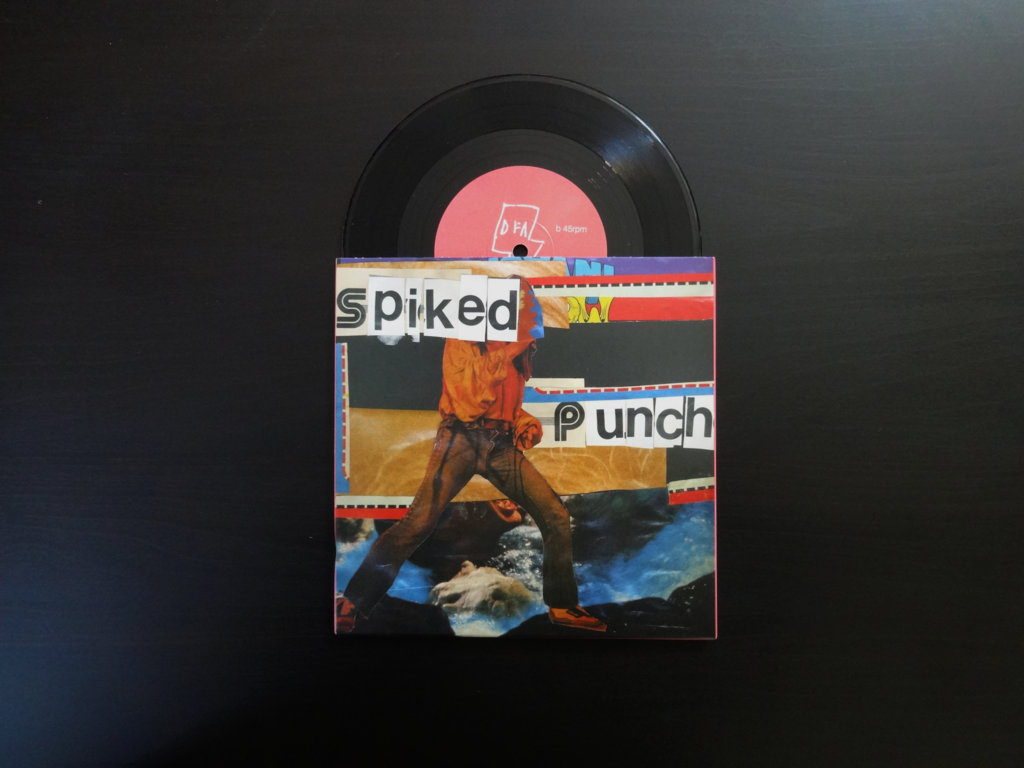 DFA
b 45rpm
Spiked
Punch